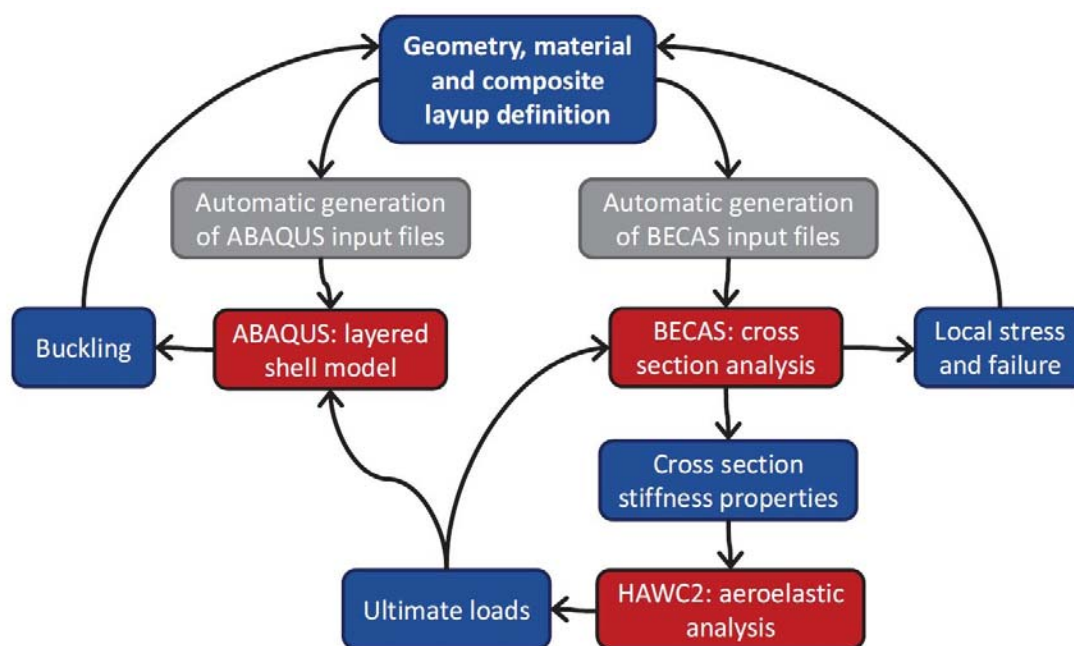 Geometry, material
and composite
layup definition
Automatic generation
of ABAQUS input files
Automatic generation
of BECAS input files
Buckling
ABAQUS: layered
shell model
BECAS: cross
section analysis
Local stress
and failure
Cross section
stiffness properties
Ultimate loads
HAWC2: aeroelastic
analysis